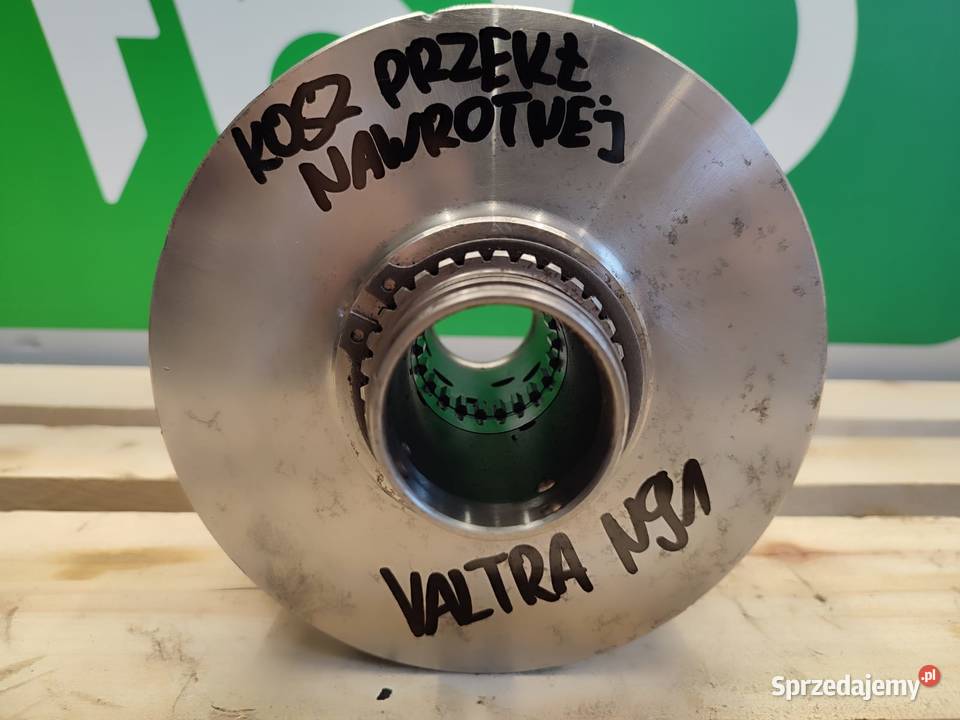 KOSZ PRZEKŁ
NAWROTNEj
VALTRA N91
Sprzedajemy.pl